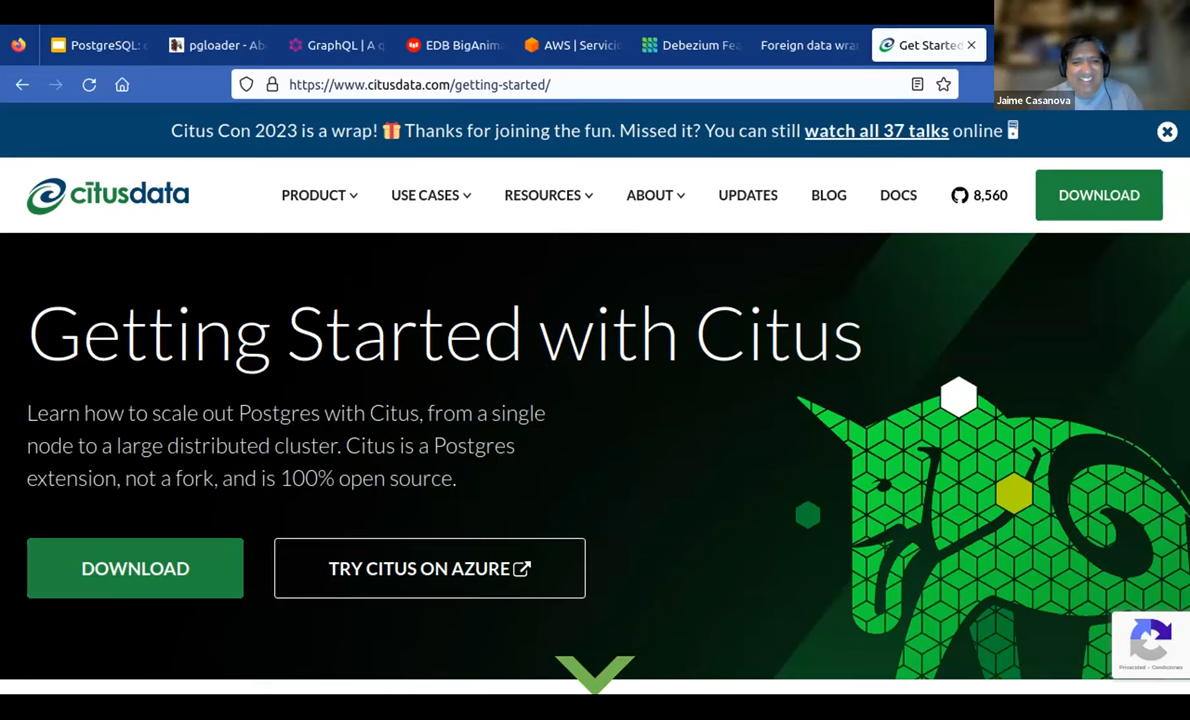 PostgreSQL:
pgloader - Ab
GraphQL | A q
EDB BigAnim
AWS | Servici
Debezium Fea
Foreign data wra
Get Started
https://www.citusdata.com/getting-started/
Jaime Casanova
Citus Con 2023 is a wrap! Thanks for joining the fun. Missed it? You can still watch all 37 talks online
citusdata
PRODUCT
USE CASES
RESOURCES
ABOUT
UPDATES
BLOG
DOCS
8,560
DOWNLOAD
Getting Started with Citus
Learn how to scale out Postgres with Citus, from a single
node to a large distributed cluster. Citus is a Postgres
extension, not a fork, and is 100% open source.
DOWNLOAD
TRY CITUS ON AZURE
Privacidad - Condiciones